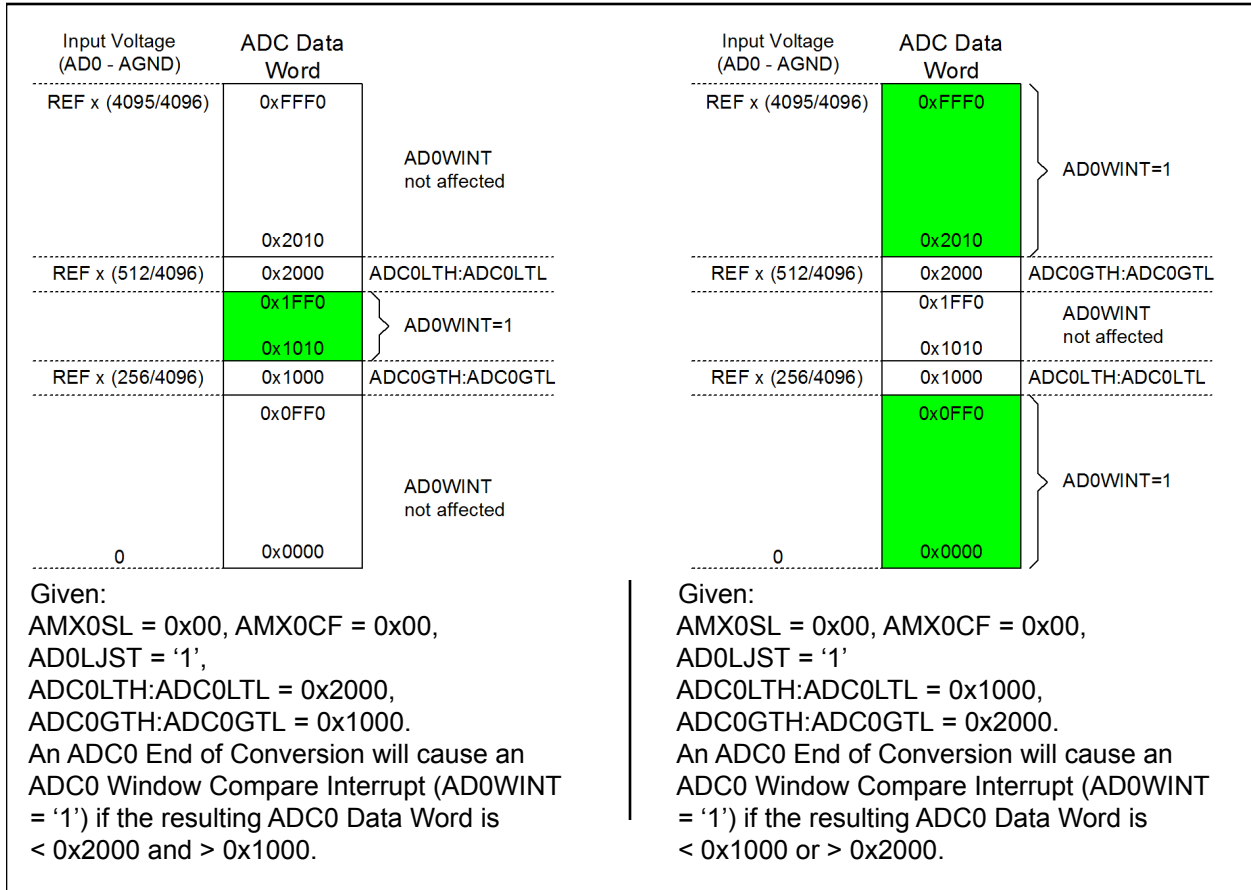 Input Voltage
(AD0 - AGND)
ADC Data
Word
REF x (4095/4096)
0xFFF0
AD0WINT
not affected
0x2010
REF x (512/4096)
0x2000
ADC0LTH:ADC0LTL
0x1FF0
AD0WINT=1
0x1010
REF x (256/4096)
0x1000
ADC0GTH:ADC0GTL
0x0FF0
AD0WINT
not affected
0
0x0000
Given:
AMX0SL = 0x00, AMX0CF = 0x00,
AD0LJST = ‘1’,
ADC0LTH:ADC0LTL = 0x2000,
ADC0GTH:ADC0GTL = 0x1000.
An ADC0 End of Conversion will cause an
ADC0 Window Compare Interrupt (AD0WINT
= ‘1’) if the resulting ADC0 Data Word is
< 0x2000 and > 0x1000.
Input Voltage
(AD0 - AGND)
ADC Data
Word
REF x (4095/4096)
0xFFF0
AD0WINT=1
0x2010
REF x (512/4096)
0x2000
ADC0GTH:ADC0GTL
0x1FF0
AD0WINT
not affected
0x1010
REF x (256/4096)
0x1000
ADC0LTH:ADC0LTL
0x0FF0
AD0WINT=1
0
0x0000
Given:
AMX0SL = 0x00, AMX0CF = 0x00,
AD0LJST = ‘1’
ADC0LTH:ADC0LTL = 0x1000,
ADC0GTH:ADC0GTL = 0x2000.
An ADC0 End of Conversion will cause an
ADC0 Window Compare Interrupt (AD0WINT
= ‘1’) if the resulting ADC0 Data Word is
< 0x1000 or > 0x2000.